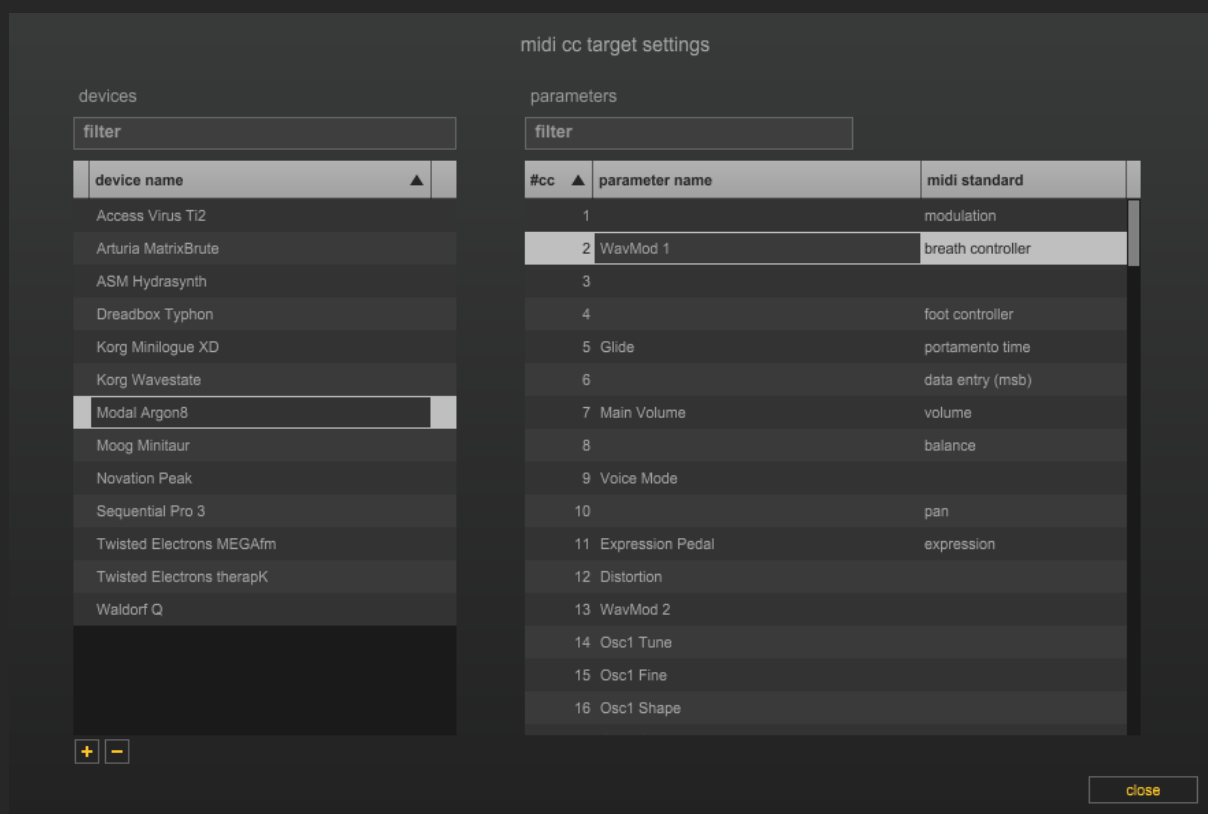 midi cc target settings
devices
filter
device name
Access Virus Ti2
Arturia MatrixBrute
ASM Hydrasynth
Dreadbox Typhon
Korg Minilogue XD
Korg Wavestate
Modal Argon8
Moog Minitaur
Novation Peak
Sequential Pro 3
Twisted Electrons MEGAfm
Twisted Electrons therapK
Waldorf Q
+ −
parameters
filter
#cc parameter name midi standard
1 modulation
2 WavMod 1 breath controller
3
4 foot controller
5 Glide portamento time
6 data entry (msb)
7 Main Volume volume
8 balance
9 Voice Mode
10 pan
11 Expression Pedal expression
12 Distortion
13 WavMod 2
14 Osc1 Tune
15 Osc1 Fine
16 Osc1 Shape
close